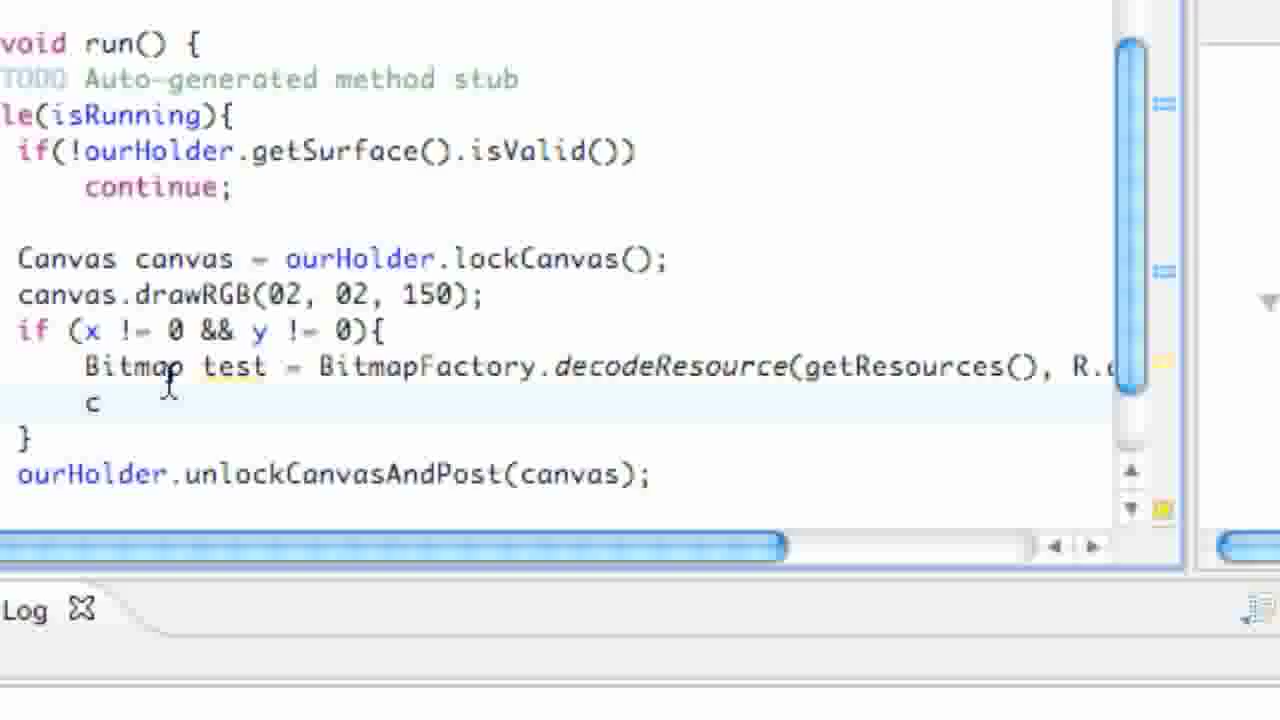 void run() {
TODO Auto-generated method stub
le(isRunning){
if(!ourHolder.getSurface().isValid())
continue;
Canvas canvas = ourHolder.lockCanvas();
canvas.drawRGB(02, 02, 150);
if (x != 0 && y != 0){
Bitmap test = BitmapFactory.decodeResource(getResources(), R.
c
}
ourHolder.unlockCanvasAndPost(canvas);
Log